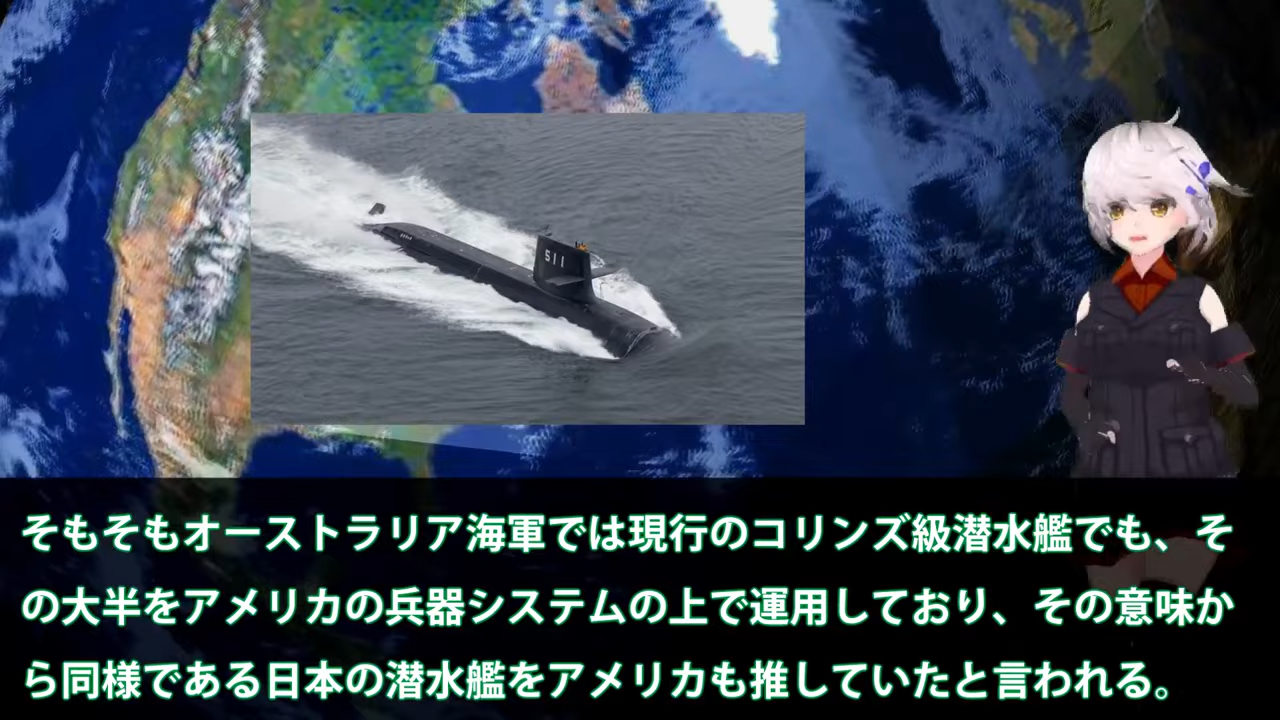 511
そもそもオーストラリア海軍では現行のコリンズ級潜水艦でも、そ
の大半をアメリカの兵器システムの上で運用しており、その意味か
ら同様である日本の潜水艦をアメリカも推していたと言われる。